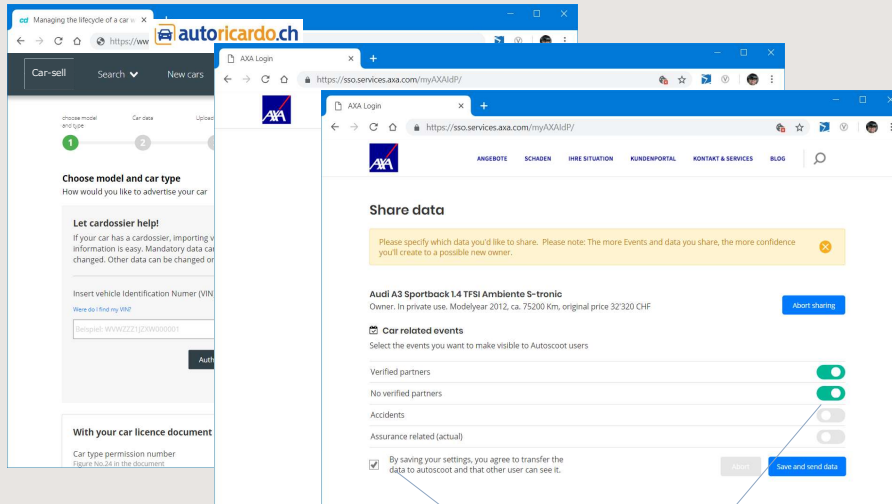 cd Managing the lifecycle of a car v
autoricardo.ch
https://ww
Car-sell
Search
New cars
choose model
and type
Car data
Upload
1
2
Choose model and car type
How would you like to advertise your car
Let cardossier help!
If your car has a cardossier, importing v
information is easy. Mandatory data ca
changed. Other data can be changed or
Insert vehicle Identification Numer (VIN
Were do I find my VIN?
Beispiel: WVWZZZ1JZXW000001
Auth
With your car licence document
Car type permission number
Figure No.24 in the document
AXA Login
https://sso.services.axa.com/myAXAIdP/
AXA
AXA Login
https://sso.services.axa.com/myAXAIdP/
AXA
ANGEBOTE SCHADEN IHRE SITUATION KUNDENPORTAL KONTAKT & SERVICES BLOG
Share data
Please specify which data you'd like to share. Please note: The more Events and data you share, the more confidence
you'll create to a possible new owner.
Audi A3 Sportback 1.4 TFSI Ambiente S-tronic
Owner. In private use. Modelyear 2012, ca. 75200 Km, original price 32'320 CHF
Abort sharing
Car related events
Select the events you want to make visible to Autoscoot users
Verified partners
No verified partners
Accidents
Assurance related (actual)
By saving your settings, you agree to transfer the
data to autoscoot and that other user can see it.
Abort
Save and send data